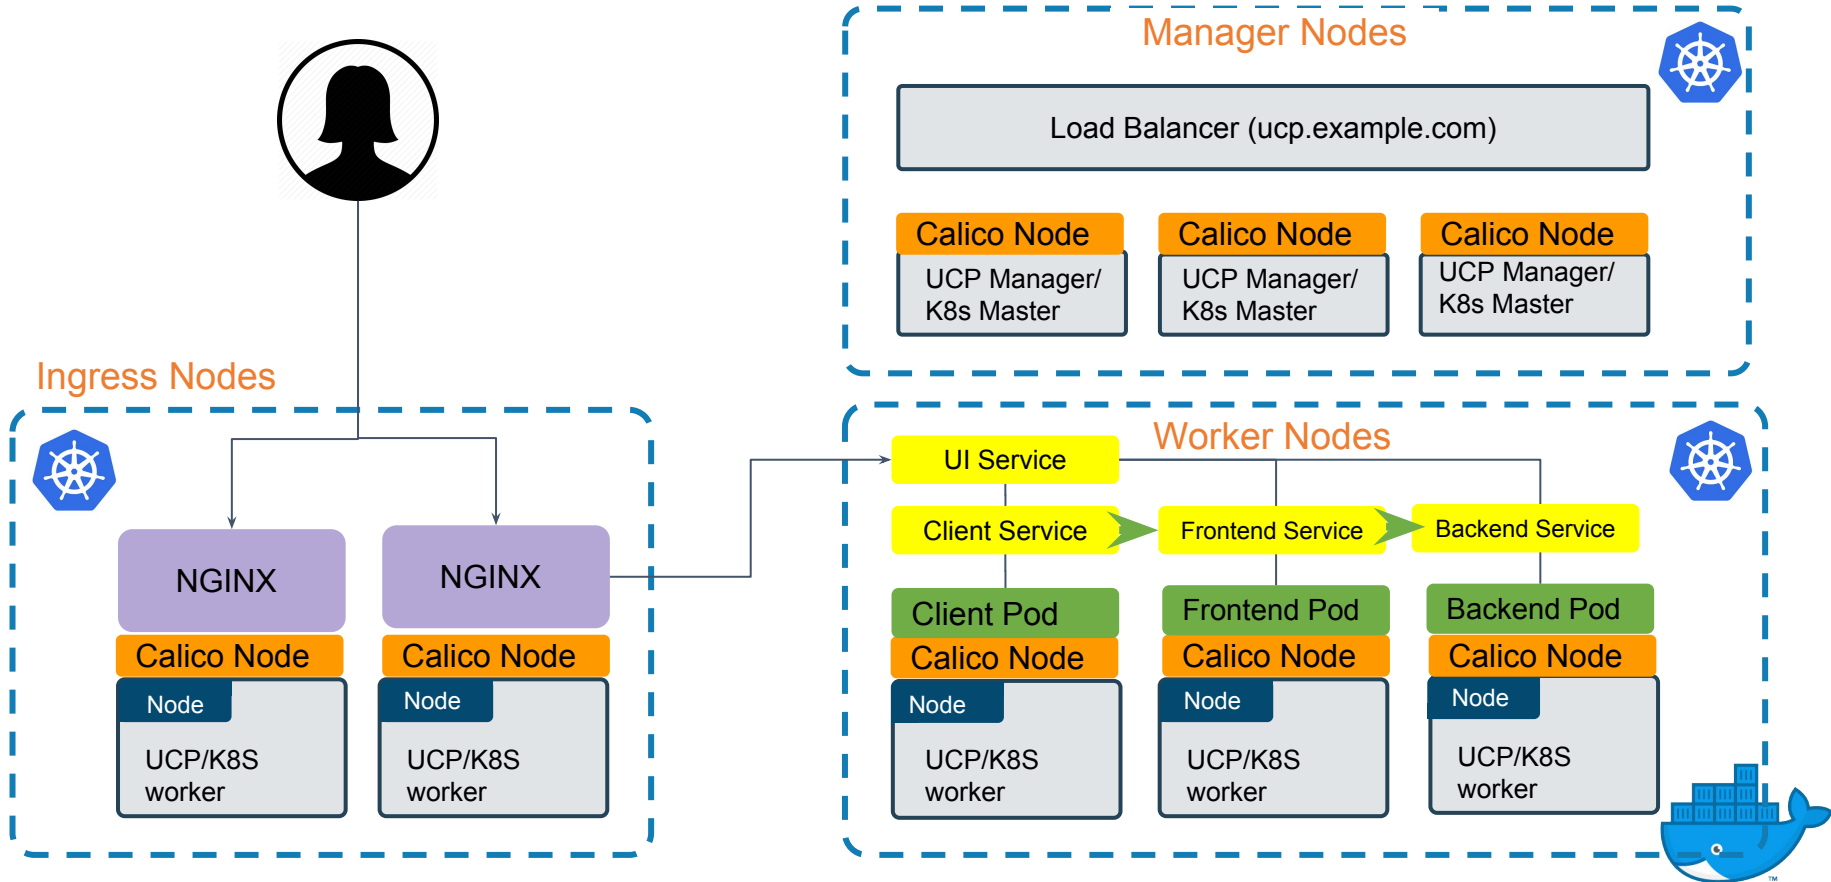 Manager Nodes
Load Balancer (ucp.example.com)
Calico Node
UCP Manager/
K8s Master
Calico Node
UCP Manager/
K8s Master
Calico Node
UCP Manager/
K8s Master
Ingress Nodes
NGINX
Calico Node
Node
UCP/K8S
worker
NGINX
Calico Node
Node
UCP/K8S
worker
Worker Nodes
UI Service
Client Service
Frontend Service
Backend Service
Client Pod
Calico Node
Node
UCP/K8S
worker
Frontend Pod
Calico Node
Node
UCP/K8S
worker
Backend Pod
Calico Node
Node
UCP/K8S
worker
™